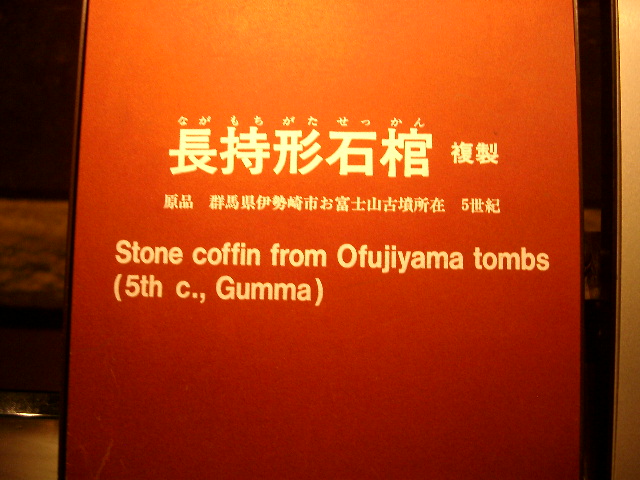 ながもちがたせっかん
長持形石棺 複製
原品 群馬県伊勢崎市お富士山古墳所在 5世紀
Stone coffin from Ofujiyama tombs
(5th c., Gumma)